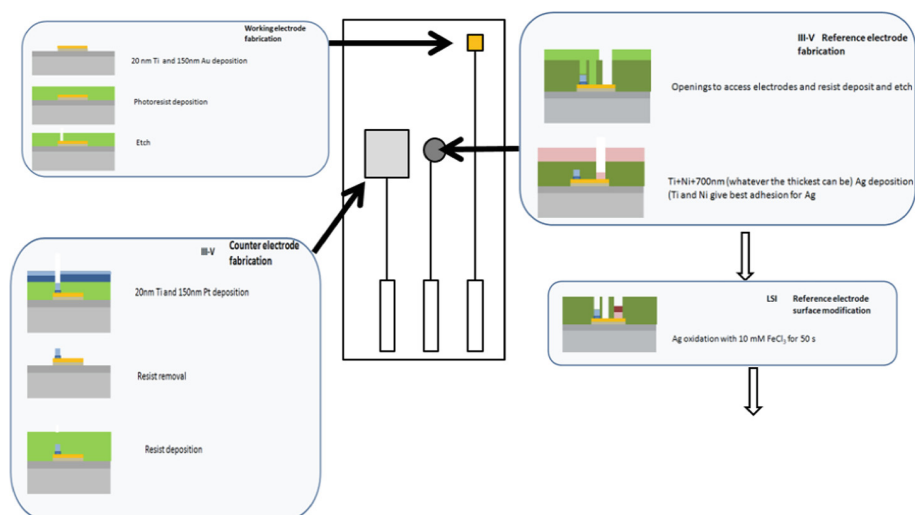 Working electrode
fabrication
20 nm Ti and 150nm Au deposition
Photoresist deposition
Etch
III-V Reference electrode
fabrication
Openings to access electrodes and resist deposit and etch
Ti+Ni+700nm (whatever the thickest can be) Ag deposition
(Ti and Ni give best adhesion for Ag
III-V Counter electrode
fabrication
20nm Ti and 150nm Pt deposition
Resist removal
Resist deposition
LSI Reference electrode
surface modification
Ag oxidation with 10 mM FeCl₃ for 50 s